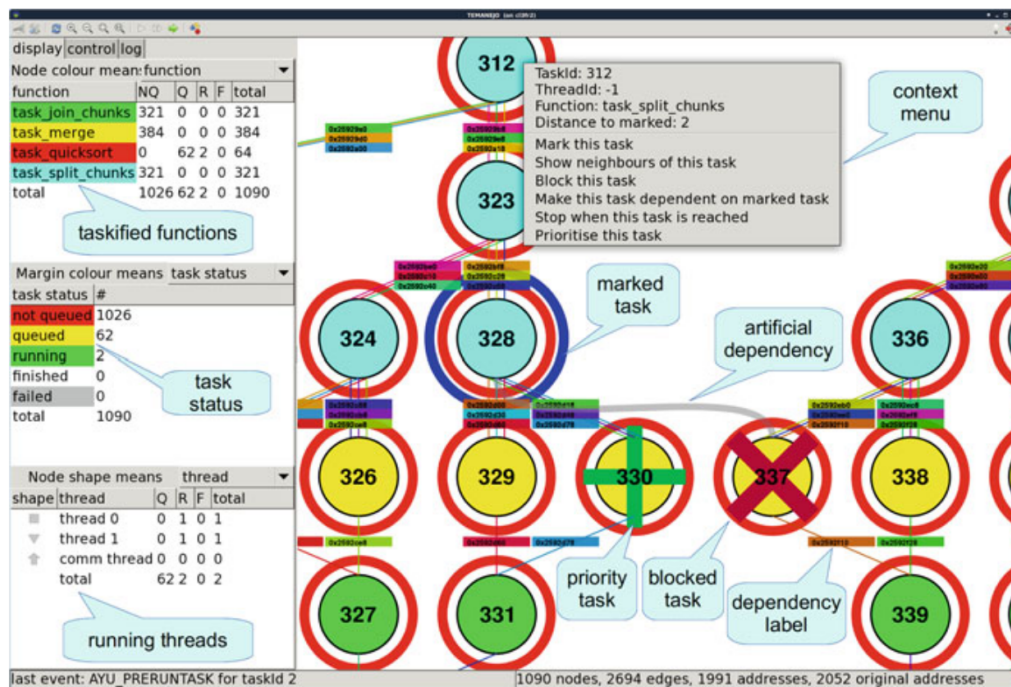 TEMANEJO (on cl3fr2)
display control log
Node colour means function
function NQ Q R F total
task_join_chunks 321 0 0 0 321
task_merge 384 0 0 0 384
task_quicksort 0 62 2 0 64
task_split_chunks 321 0 0 0 321
total 1026 62 2 0 1090
taskified functions
Margin colour means task status
task status #
not queued 1026
queued 62
running 2
finished 0
failed 0
total 1090
task status
Node shape means thread
shape thread Q R F total
thread 0 0 1 0 1
thread 1 0 1 0 1
comm thread 0 0 0 0
total 62 2 0 2
running threads
312
TaskId: 312
ThreadId: -1
Function: task_split_chunks
Distance to marked: 2
Mark this task
Show neighbours of this task
Block this task
Make this task dependent on marked task
Stop when this task is reached
Prioritise this task
context
menu
323
marked
task
artificial
dependency
324 328 336
326 329 330 337 338
priority
task
blocked
task
dependency
label
327 331 339
last event: AYU_PRERUNTASK for taskId 2
1090 nodes, 2694 edges, 1991 addresses, 2052 original addresses